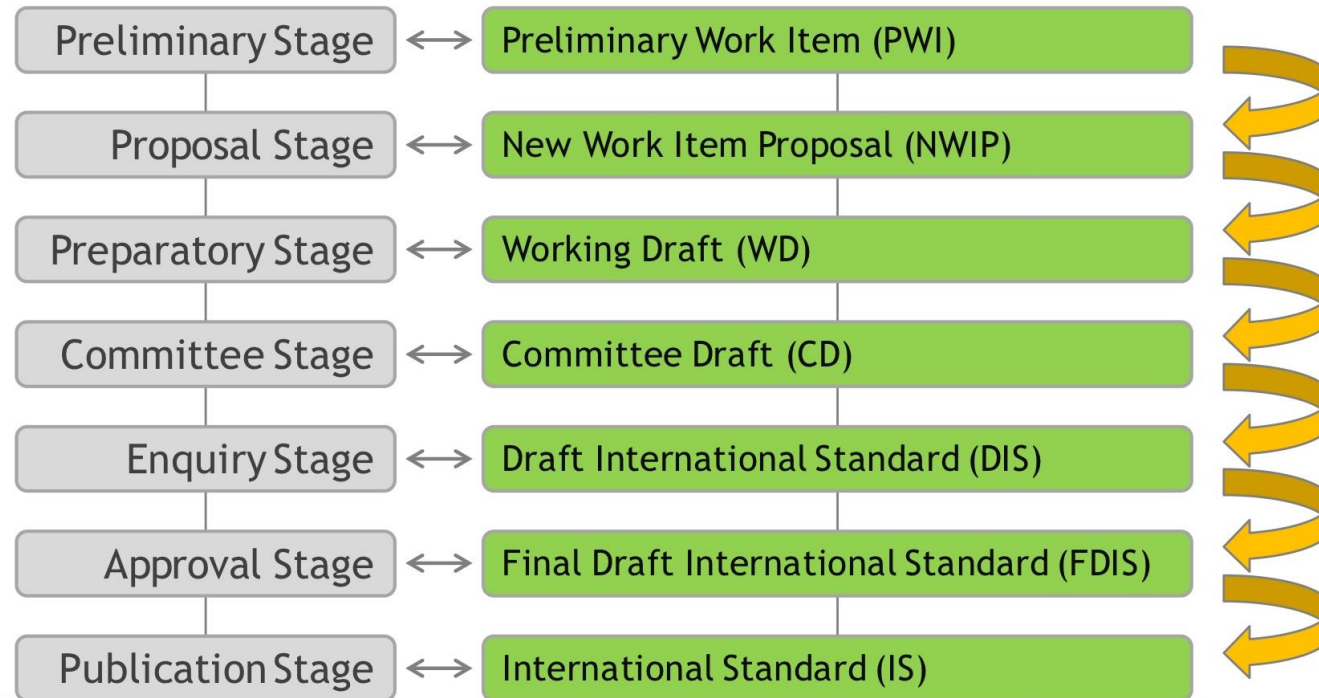 Preliminary Stage
Preliminary Work Item (PWI)
Proposal Stage
New Work Item Proposal (NWIP)
Preparatory Stage
Working Draft (WD)
Committee Stage
Committee Draft (CD)
Enquiry Stage
Draft International Standard (DIS)
Approval Stage
Final Draft International Standard (FDIS)
Publication Stage
International Standard (IS)